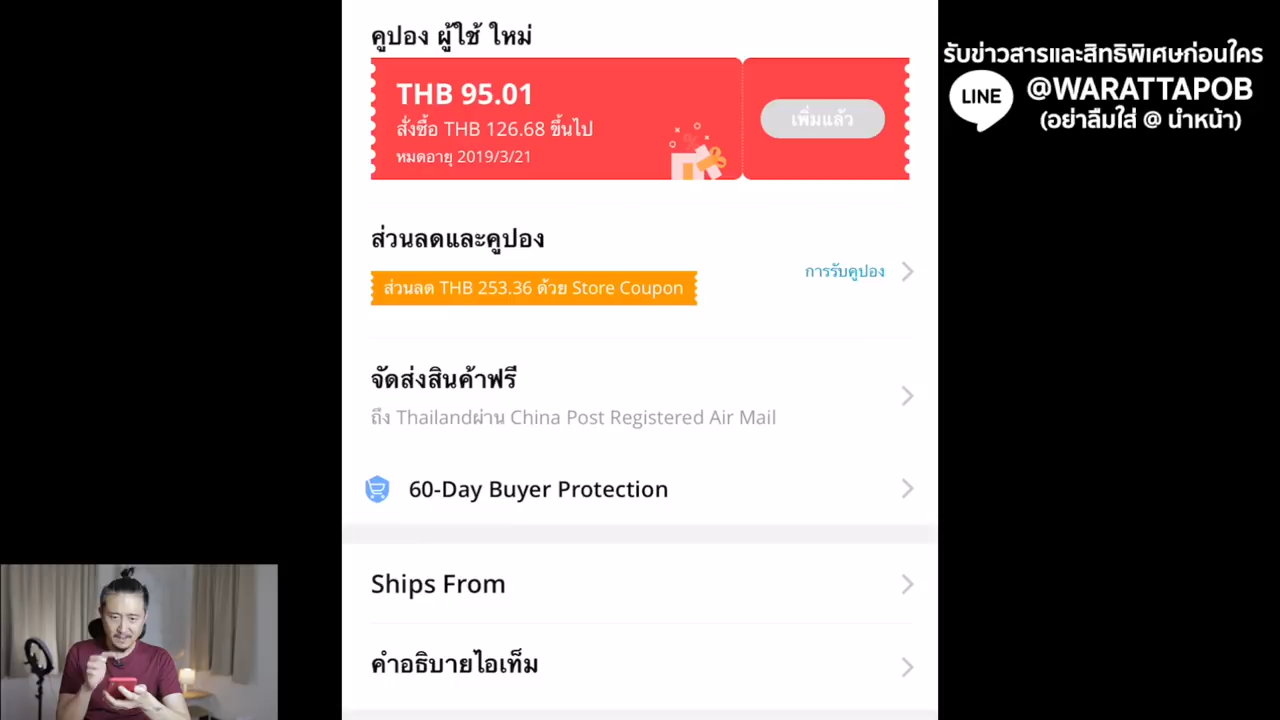 คูปอง ผู้ใช้ ใหม่
THB 95.01
สั่งซื้อ THB 126.68 ขึ้นไป
หมดอายุ 2019/3/21
เพิ่มแล้ว
ส่วนลดและคูปอง
ส่วนลด THB 253.36 ด้วย Store Coupon
การรับคูปอง
จัดส่งสินค้าฟรี
ถึง Thailandผ่าน China Post Registered Air Mail
60-Day Buyer Protection
Ships From
คำอธิบายไอเท็ม
รับข่าวสารและสิทธิพิเศษก่อนใคร
LINE
@WARATTAPOB
(อย่าลืมใส่ @ นำหน้า)